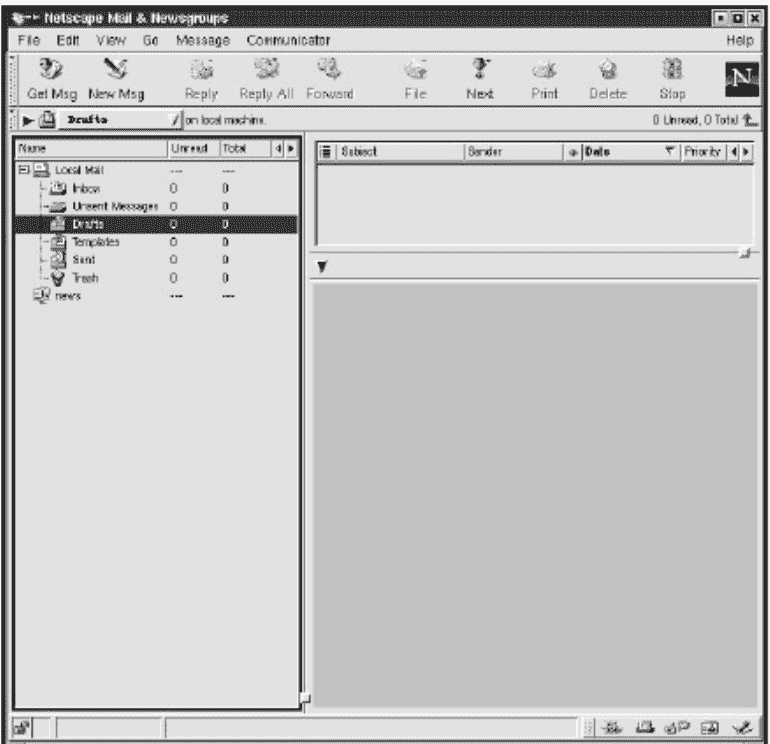 Netscape Mail & Newsgroups
File Edit View Go Message Communicator Help
Get Msg New Msg Reply Reply All Forward File Next Print Delete Stop
N
Drafts on local machine. 0 Unread, 0 Total
Name Unread Total
Subject Sender Date Priority
Local Mail --- ---
Inbox 0 0
Unsent Messages 0 0
Drafts 0 0
Templates 0 0
Sent 0 0
Trash 0 0
news --- ---